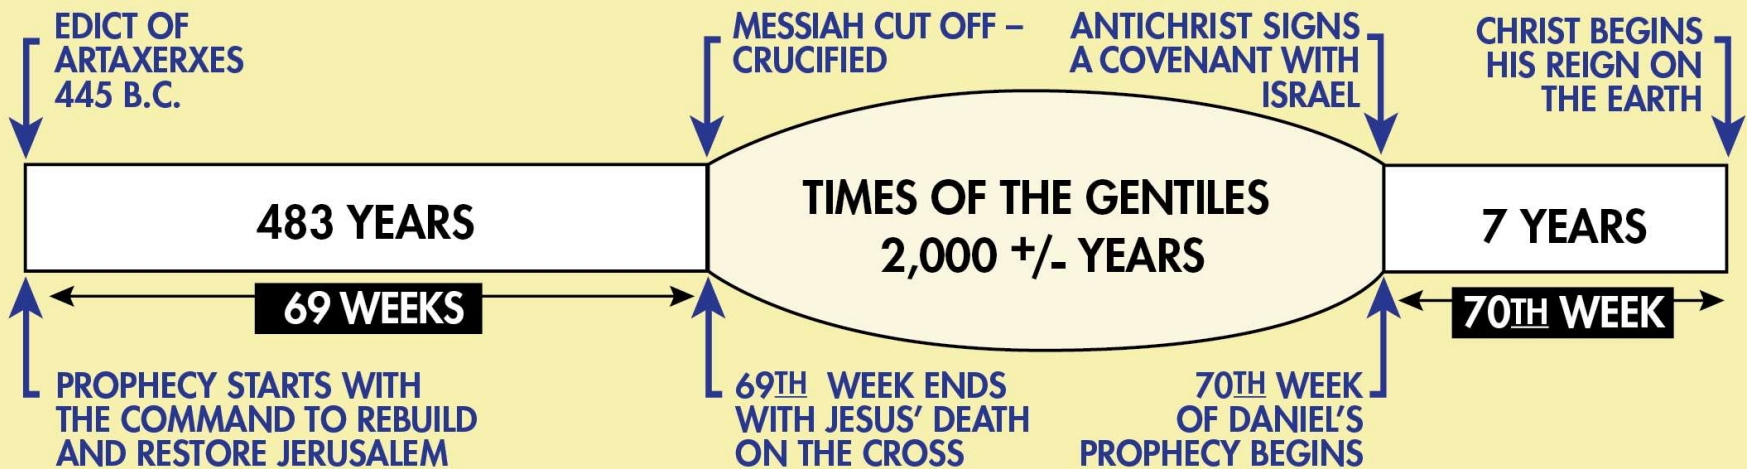 EDICT OF
ARTAXERXES
445 B.C.
MESSIAH CUT OFF –
CRUCIFIED
ANTICHRIST SIGNS
A COVENANT WITH
ISRAEL
CHRIST BEGINS
HIS REIGN ON
THE EARTH
483 YEARS
TIMES OF THE GENTILES
2,000 +/- YEARS
7 YEARS
69 WEEKS
70TH WEEK
PROPHECY STARTS WITH
THE COMMAND TO REBUILD
AND RESTORE JERUSALEM
69TH WEEK ENDS
WITH JESUS’ DEATH
ON THE CROSS
70TH WEEK
OF DANIEL’S
PROPHECY BEGINS